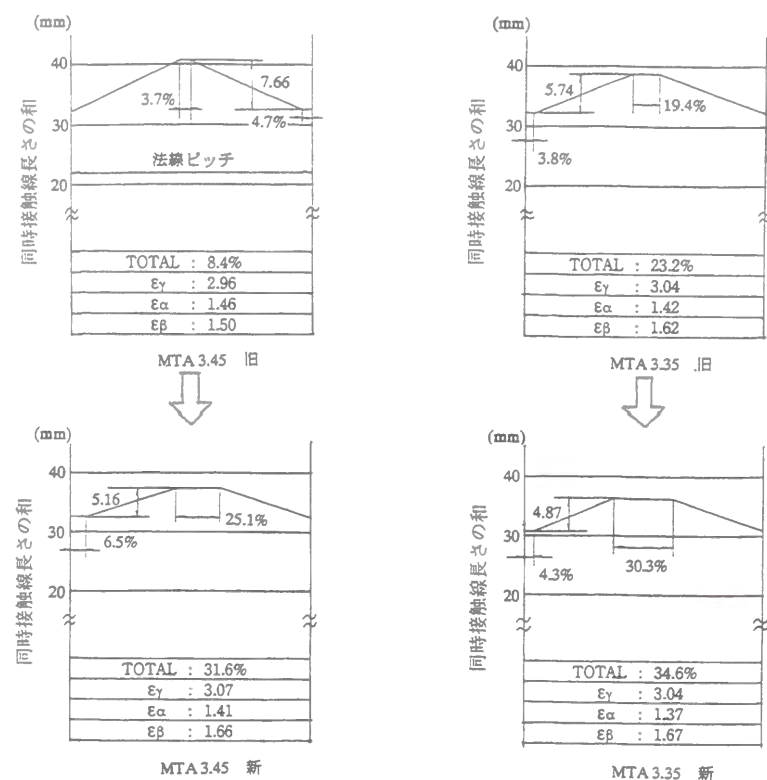 (mm)
40
30
20
同時接触線長さの和
3.7%
7.66
4.7%
法線ピッチ
TOTAL : 8.4%
εγ : 2.96
εα : 1.46
εβ : 1.50
MTA 3.45 旧
(mm)
40
30
20
同時接触線長さの和
5.74
19.4%
3.8%
TOTAL : 23.2%
εγ : 3.04
εα : 1.42
εβ : 1.62
MTA 3.35 旧
(mm)
40
30
20
同時接触線長さの和
5.16
25.1%
6.5%
TOTAL : 31.6%
εγ : 3.07
εα : 1.41
εβ : 1.66
MTA 3.45 新
(mm)
40
30
20
同時接触線長さの和
4.87
30.3%
4.3%
TOTAL : 34.6%
εγ : 3.04
εα : 1.37
εβ : 1.67
MTA 3.35 新